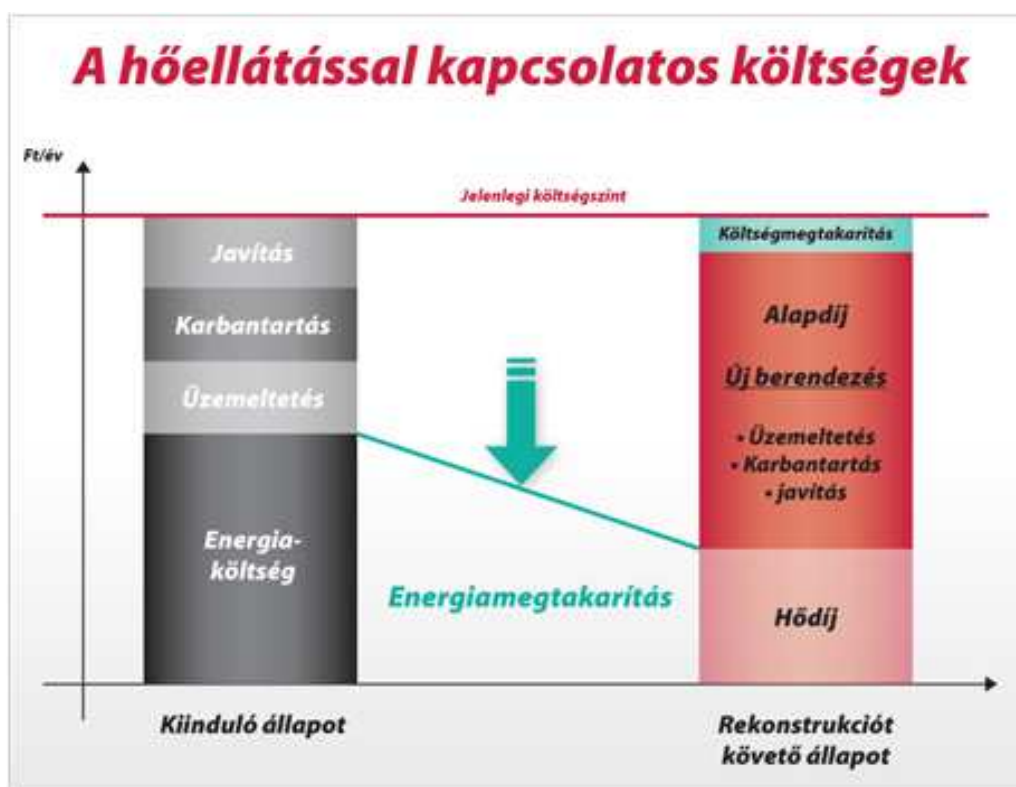 A hőellátással kapcsolatos költségek
Ft/év
Jelenlegi költségszint
Javítás
Karbantartás
Üzemeltetés
Energia-
költség
Energiamegtakarítás
Költségmegtakarítás
Alapdíj
Új berendezés
• Üzemeltetés
• Karbantartás
• javítás
Hődíj
Kiinduló állapot
Rekonstrukciót
követő állapot